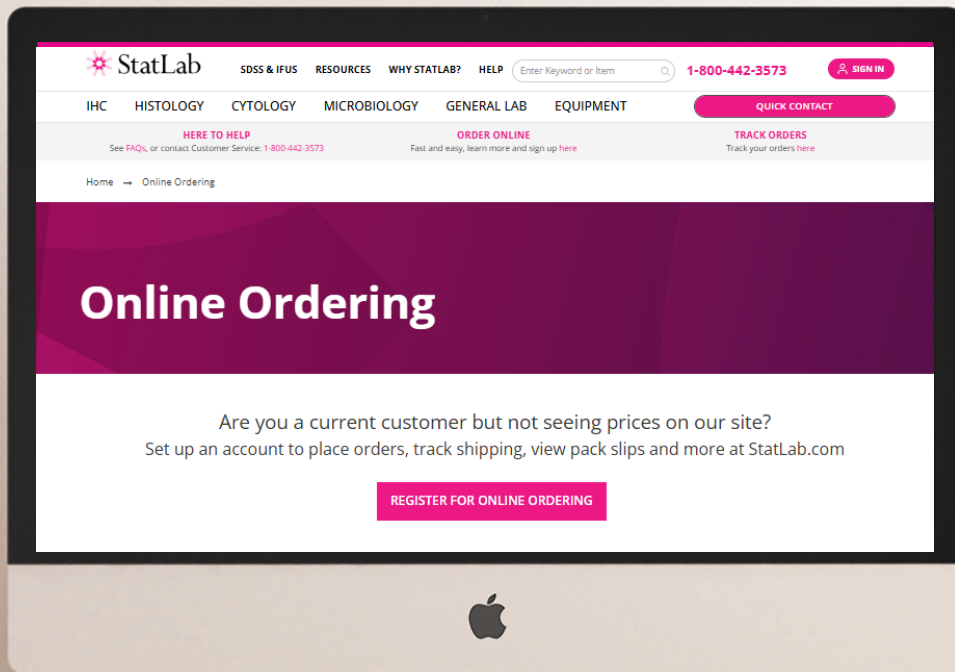 StatLab
SDSS & IFUS RESOURCES WHY STATLAB? HELP Enter Keyword or Item 1-800-442-3573 SIGN IN
IHC HISTOLOGY CYTOLOGY MICROBIOLOGY GENERAL LAB EQUIPMENT QUICK CONTACT
HERE TO HELP
See FAQs, or contact Customer Service: 1-800-442-3573
ORDER ONLINE
Fast and easy, learn more and sign up here
TRACK ORDERS
Track your orders here
Home → Online Ordering
Online Ordering
Are you a current customer but not seeing prices on our site?
Set up an account to place orders, track shipping, view pack slips and more at StatLab.com
REGISTER FOR ONLINE ORDERING